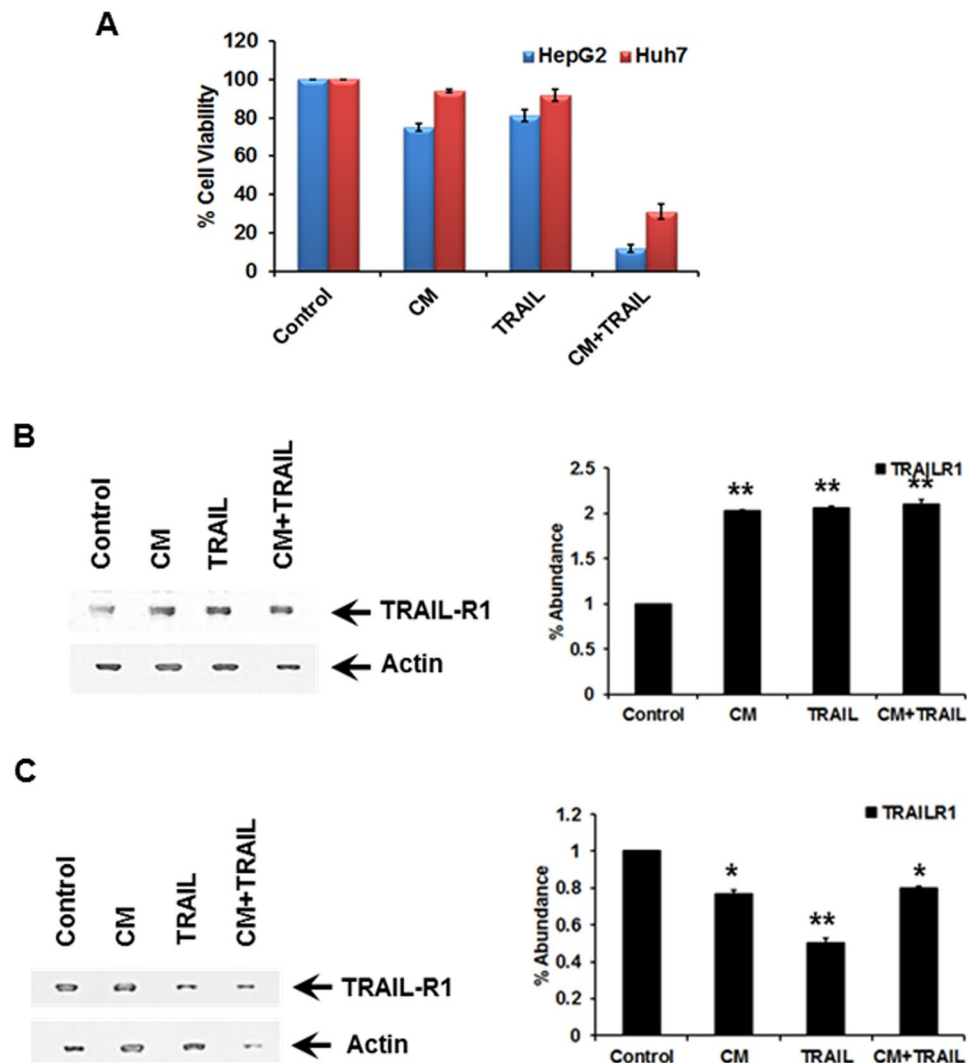 A
120
100
80
60
40
20
0
% Cell Viability
HepG2 Huh7
Control CM TRAIL CM+TRAIL
B
Control CM TRAIL CM+TRAIL
TRAIL-R1
Actin
2.5
2
1.5
1
0.5
0
% Abundance
TRAILR1
** ** **
Control CM TRAIL CM+TRAIL
C
Control CM TRAIL CM+TRAIL
TRAIL-R1
Actin
1.2
1
0.8
0.6
0.4
0.2
0
% Abundance
TRAILR1
* ** *
Control CM TRAIL CM+TRAIL